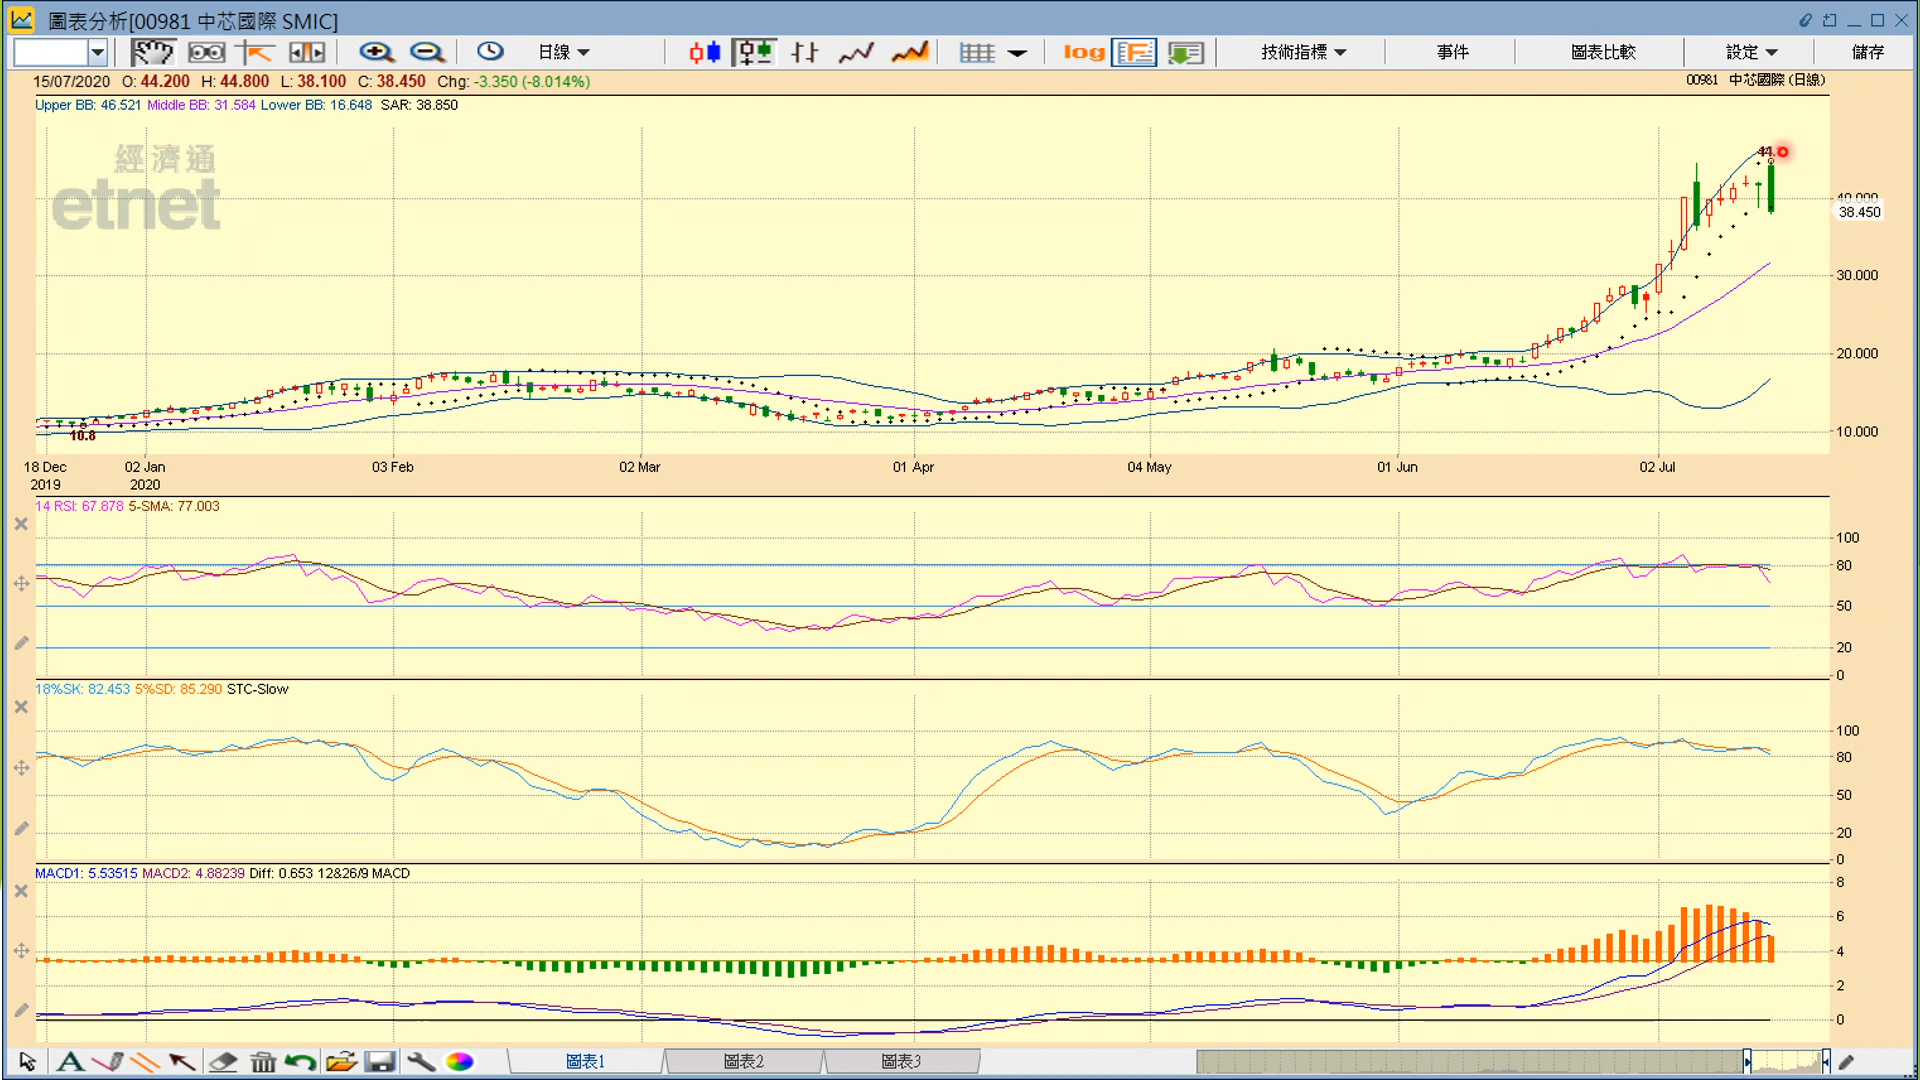 圖表分析[00981 中芯國際 SMIC]
日線
log
技術指標
事件
圖表比較
設定
儲存
15/07/2020 O: 44.200 H: 44.800 L: 38.100 C: 38.450 Chg: -3.350 (-8.014%)
00981 中芯國際 (日線)
Upper BB: 46.521 Middle BB: 31.584 Lower BB: 16.648 SAR: 38.850
經濟通
etnet
40.000
38.450
30.000
20.000
10.000
10.8
18 Dec
02 Jan
03 Feb
02 Mar
01 Apr
04 May
01 Jun
02 Jul
2019
2020
14 RSI: 67.878 5-SMA: 77.003
100
80
50
20
0
18%SK: 82.453 5%SD: 85.290 STC-Slow
100
80
50
20
0
MACD1: 5.53515 MACD2: 4.88239 Diff: 0.653 12&26/9 MACD
8
6
4
2
0
圖表1
圖表2
圖表3